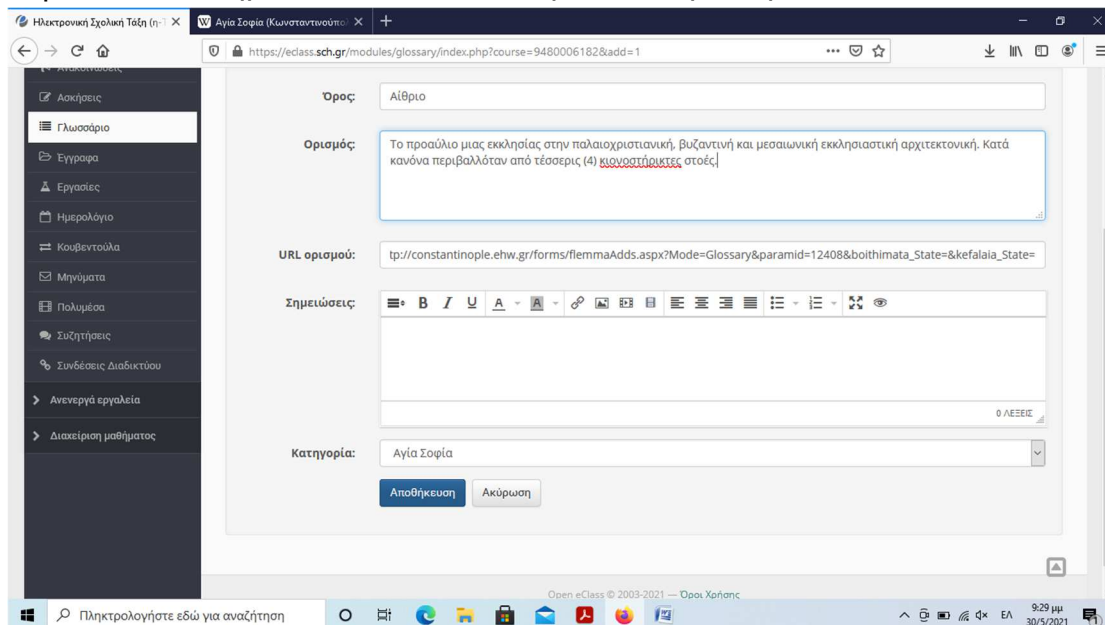 Ηλεκτρονική Σχολική Τάξη (η-Τ
Αγία Σοφία (Κωνσταντινούπολ
https://eclass.sch.gr/modules/glossary/index.php?course=9480006182&add=1
Ανακοινώσεις
Ασκήσεις
Γλωσσάριο
Έγγραφα
Εργασίες
Ημερολόγιο
Κουβεντούλα
Μηνύματα
Πολυμέσα
Συζητήσεις
Συνδέσεις Διαδικτύου
Ανενεργά εργαλεία
Διαχείριση μαθήματος
Όρος: Αίθριο
Ορισμός: Το προαύλιο μιας εκκλησίας στην παλαιοχριστιανική, βυζαντινή και μεσαιωνική εκκλησιαστική αρχιτεκτονική. Κατά
κανόνα περιβαλλόταν από τέσσερις (4) κιονοστήρικτες στοές.
URL ορισμού: tp://constantinople.ehw.gr/forms/flemmaAdds.aspx?Mode=Glossary&paramid=12408&boithimata_State=&kefalaia_State=
Σημειώσεις:
B I U A A
0 ΛΕΞΕΙΣ
Κατηγορία: Αγία Σοφία
Αποθήκευση Ακύρωση
Open eClass © 2003-2021 — Όροι Χρήσης
Πληκτρολογήστε εδώ για αναζήτηση
ΕΛ
9:29 μμ
30/5/2021